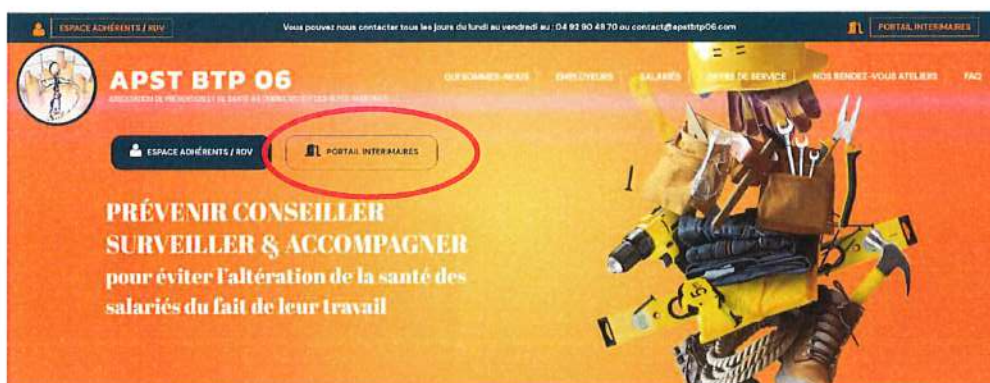 ESPACE ADHÉRENTS / RDV
Vous pouvez nous contacter tous les jours du lundi au vendredi au : 04 92 90 48 70 ou contact@apstbtp06.com
PORTAIL INTERIMAIRES
APST BTP 06
QUI SOMMES-NOUS EMPLOYEURS SALARIÉS OFFRE DE SERVICE NOS RENDEZ-VOUS ATELIERS FAQ
ESPACE ADHÉRENTS / RDV
PORTAIL INTERIMAIRES
PRÉVENIR CONSEILLER
SURVEILLER & ACCOMPAGNER
pour éviter l'altération de la santé des
salariés du fait de leur travail